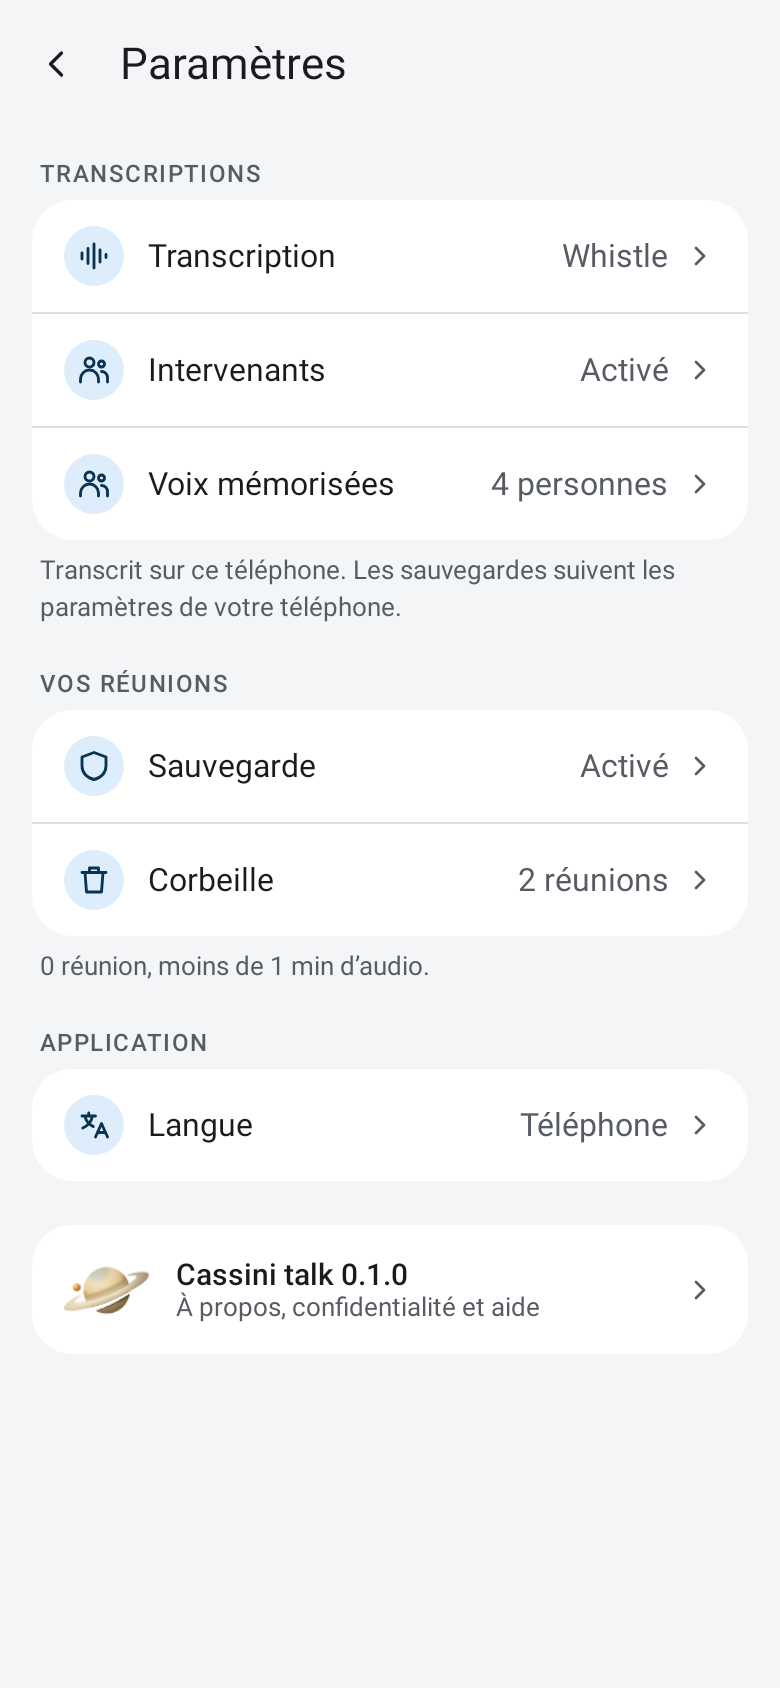 Paramètres
TRANSCRIPTIONS
Transcription Whistle
Intervenants Activé
Voix mémorisées 4 personnes
Transcrit sur ce téléphone. Les sauvegardes suivent les
paramètres de votre téléphone.
VOS RÉUNIONS
Sauvegarde Activé
Corbeille 2 réunions
0 réunion, moins de 1 min d’audio.
APPLICATION
Langue Téléphone
Cassini talk 0.1.0
À propos, confidentialité et aide